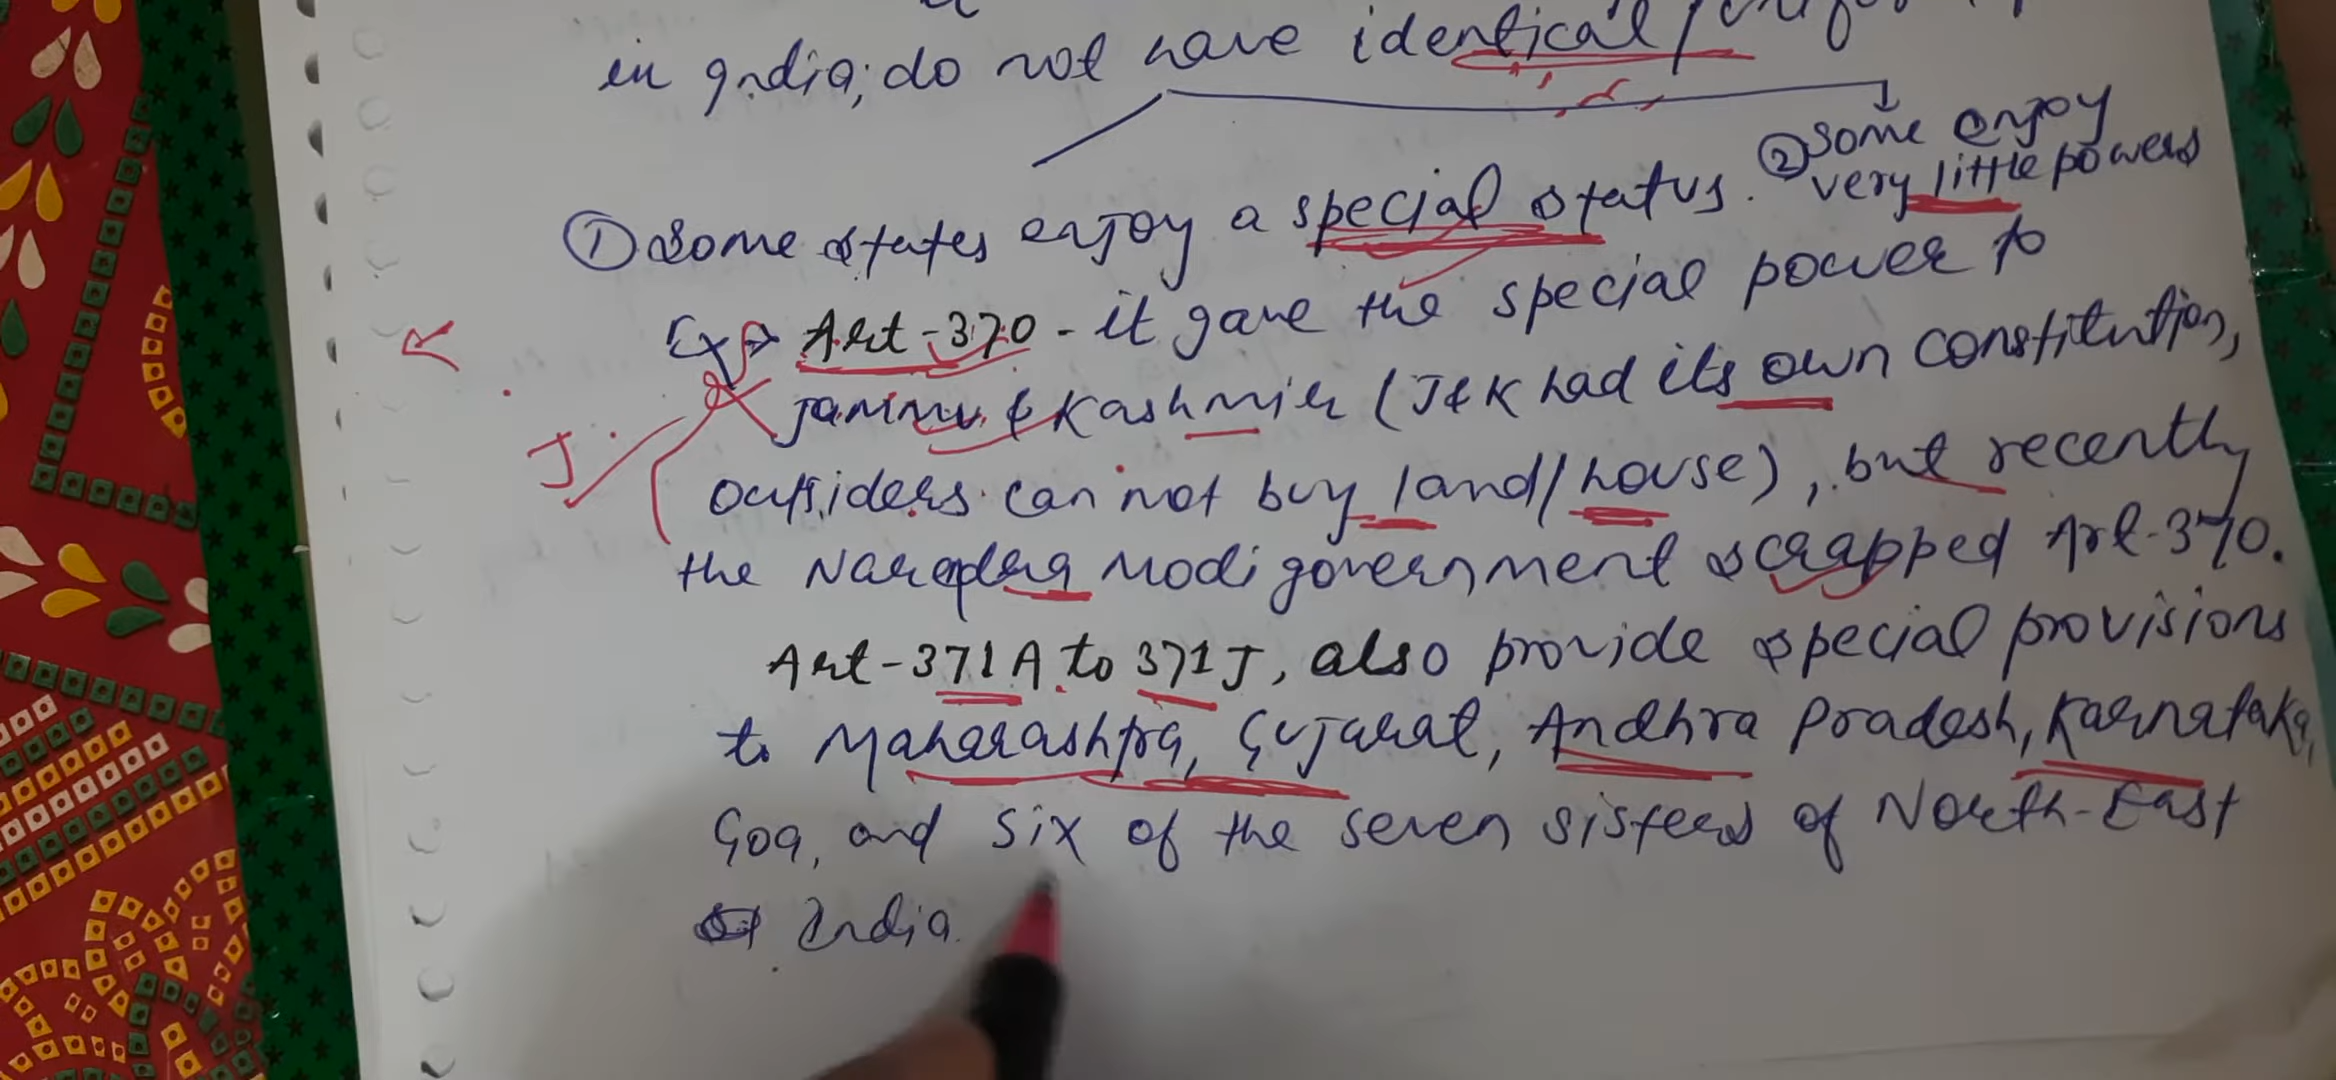 in India; do not have identical /
② some enjoy
very little powers
① Some states enjoy a special status.
Ex → Art-370 - it gave the special power to
Jammu & Kashmir (J&K had its own constitution,
outsiders can not buy land/house), but recently
the Narendra Modi government scrapped Art-370.
Art-371A to 371J, also provide special provisions
to Maharashtra, Gujarat, Andhra Pradesh, Karnataka,
Goa, and six of the seven sisters of North-East
India.